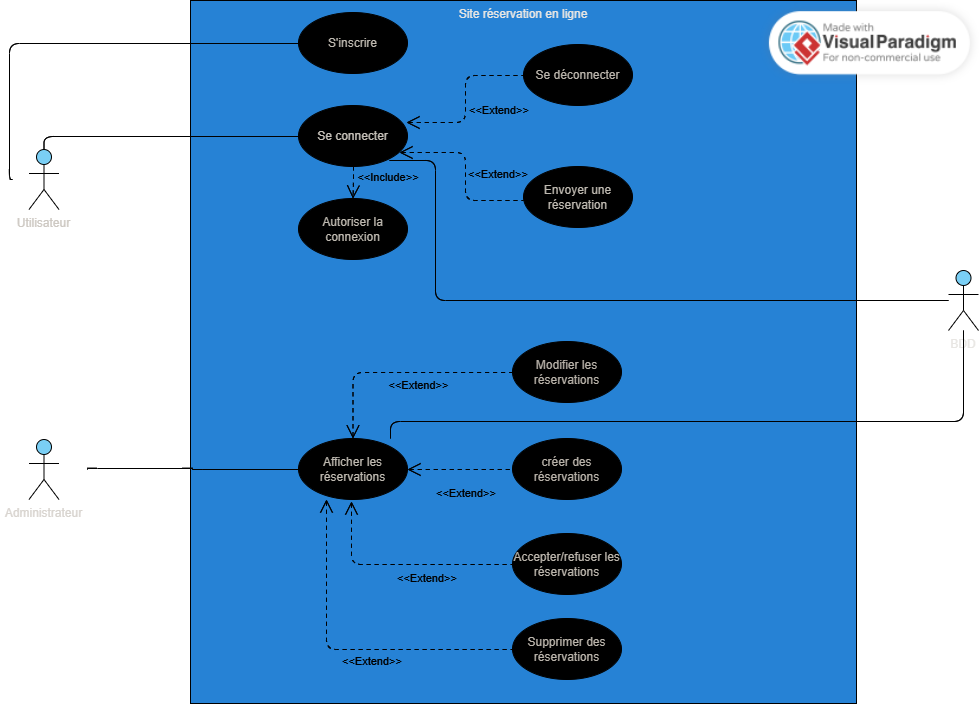 Site réservation en ligne
Made with
Visual Paradigm
For non-commercial use
S'inscrire
Se déconnecter
<<Extend>>
Se connecter
<<Include>>
<<Extend>>
Envoyer une
réservation
Utilisateur
Autoriser la
connexion
BDD
Modifier les
réservations
<<Extend>>
Afficher les
réservations
créer des
réservations
<<Extend>>
Administrateur
Accepter/refuser les
réservations
<<Extend>>
Supprimer des
réservations
<<Extend>>